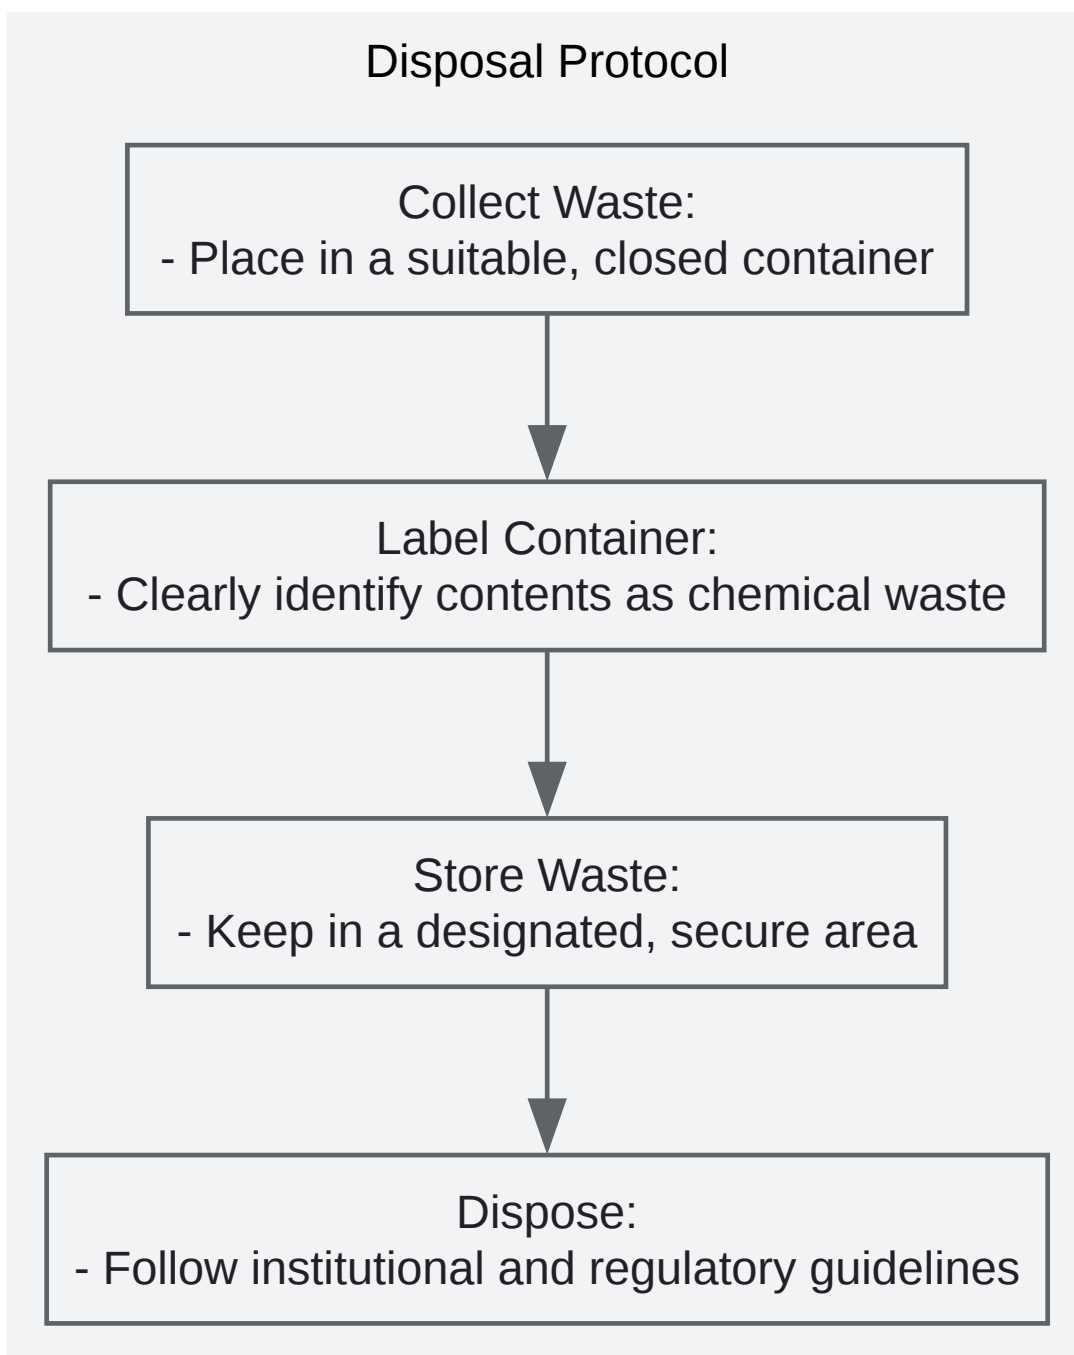 Disposal Protocol
Collect Waste:
- Place in a suitable, closed container
Label Container:
- Clearly identify contents as chemical waste
Store Waste:
- Keep in a designated, secure area
Dispose:
- Follow institutional and regulatory guidelines